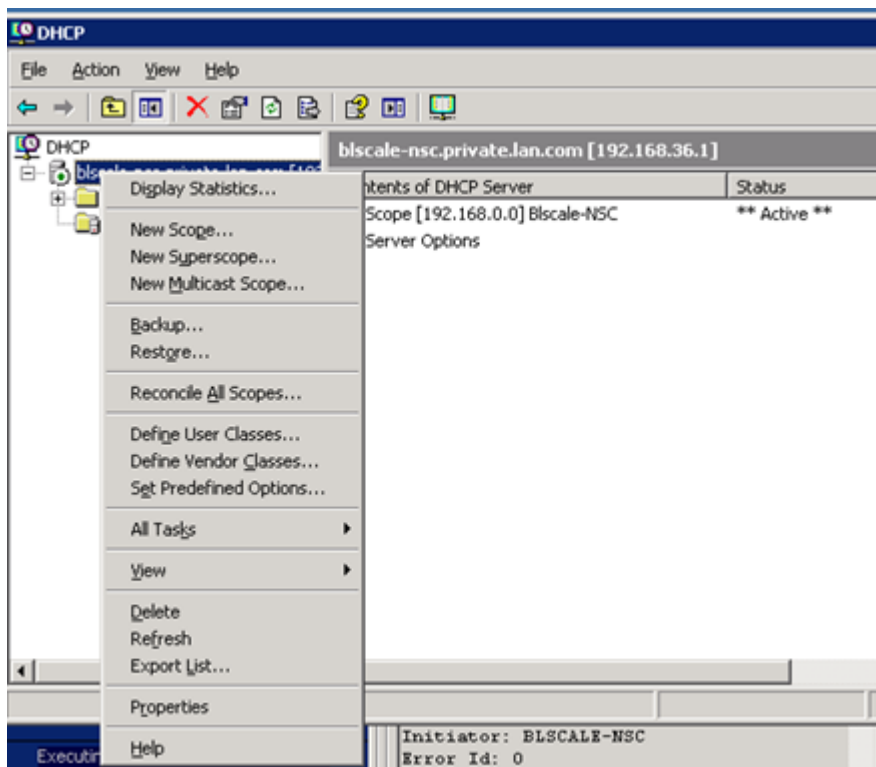 DHCP
File Action View Help
DHCP
blscale-nsc.private.lan.com [192.168.36.1]
Contents of DHCP Server Status
Scope [192.168.0.0] Blscale-NSC ** Active **
Server Options
Display Statistics...
New Scope...
New Superscope...
New Multicast Scope...
Backup...
Restore...
Reconcile All Scopes...
Define User Classes...
Define Vendor Classes...
Set Predefined Options...
All Tasks
View
Delete
Refresh
Export List...
Properties
Help
Executin
Initiator: BLSCALE-NSC
Error Id: 0